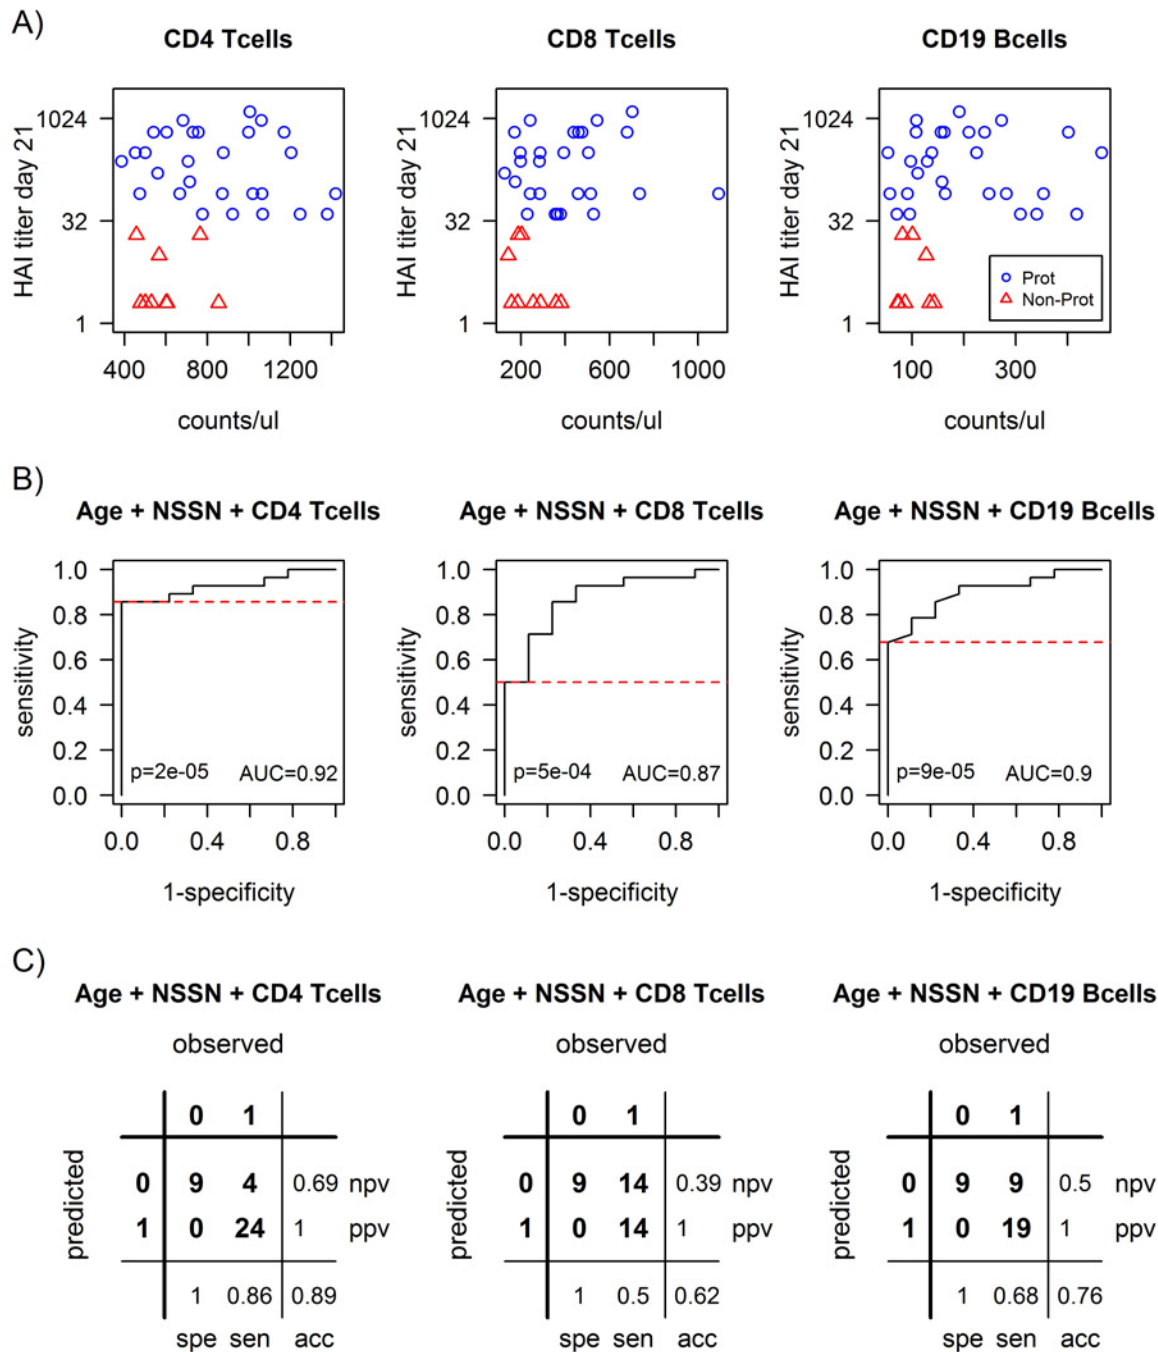 A)
CD4 Tcells CD8 Tcells CD19 Bcells
HAI titer day 21 HAI titer day 21 HAI titer day 21
1024 1024 1024
32 32 32
1 1 1
Prot
Non-Prot
400 800 1200 200 600 1000 100 300
counts/ul counts/ul counts/ul
B)
Age + NSSN + CD4 Tcells Age + NSSN + CD8 Tcells Age + NSSN + CD19 Bcells
sensitivity sensitivity sensitivity
1.0 1.0 1.0
0.8 0.8 0.8
0.6 0.6 0.6
0.4 0.4 0.4
0.2 0.2 0.2
0.0 0.0 0.0
p=2e-05 AUC=0.92 p=5e-04 AUC=0.87 p=9e-05 AUC=0.9
0.0 0.4 0.8 0.0 0.4 0.8 0.0 0.4 0.8
1-specificity 1-specificity 1-specificity
C)
Age + NSSN + CD4 Tcells Age + NSSN + CD8 Tcells Age + NSSN + CD19 Bcells
observed observed observed
predicted predicted predicted
0 1 0 1 0 1
0 9 4 0.69 npv 0 9 14 0.39 npv 0 9 9 0.5 npv
1 0 24 1 ppv 1 0 14 1 ppv 1 0 19 1 ppv
1 0.86 0.89 1 0.5 0.62 1 0.68 0.76
spe sen acc spe sen acc spe sen acc